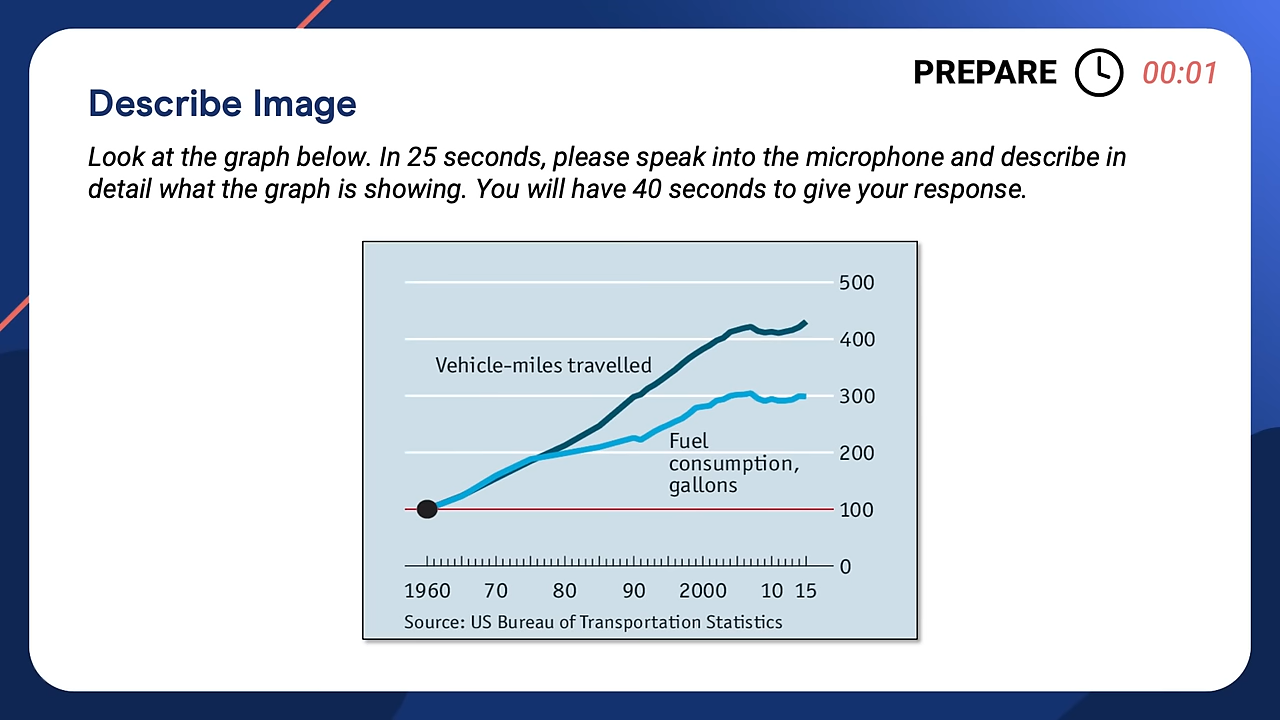 PREPARE 00:01
Describe Image
Look at the graph below. In 25 seconds, please speak into the microphone and describe in
detail what the graph is showing. You will have 40 seconds to give your response.
500
400
Vehicle-miles travelled
300
Fuel
consumption,
gallons
200
100
0
1960 70 80 90 2000 10 15
Source: US Bureau of Transportation Statistics